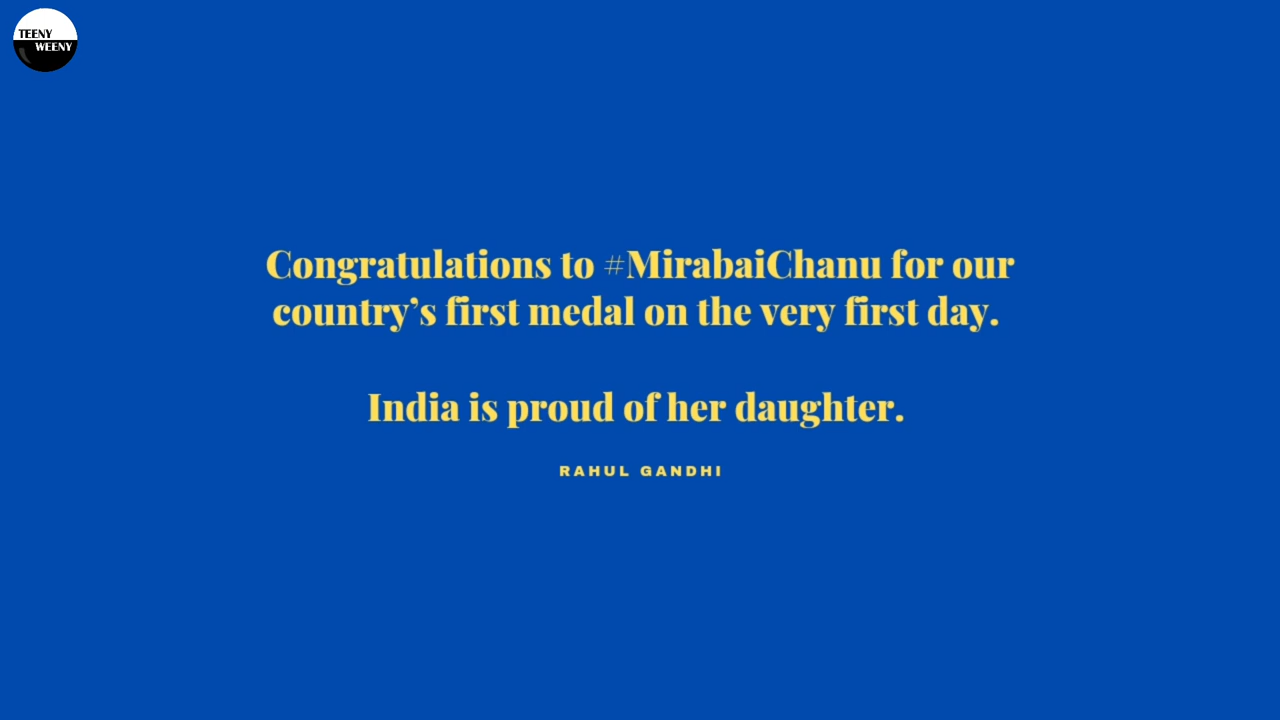 TEENY
WEENY
Congratulations to #MirabaiChanu for our
country’s first medal on the very first day.
India is proud of her daughter.
RAHUL GANDHI